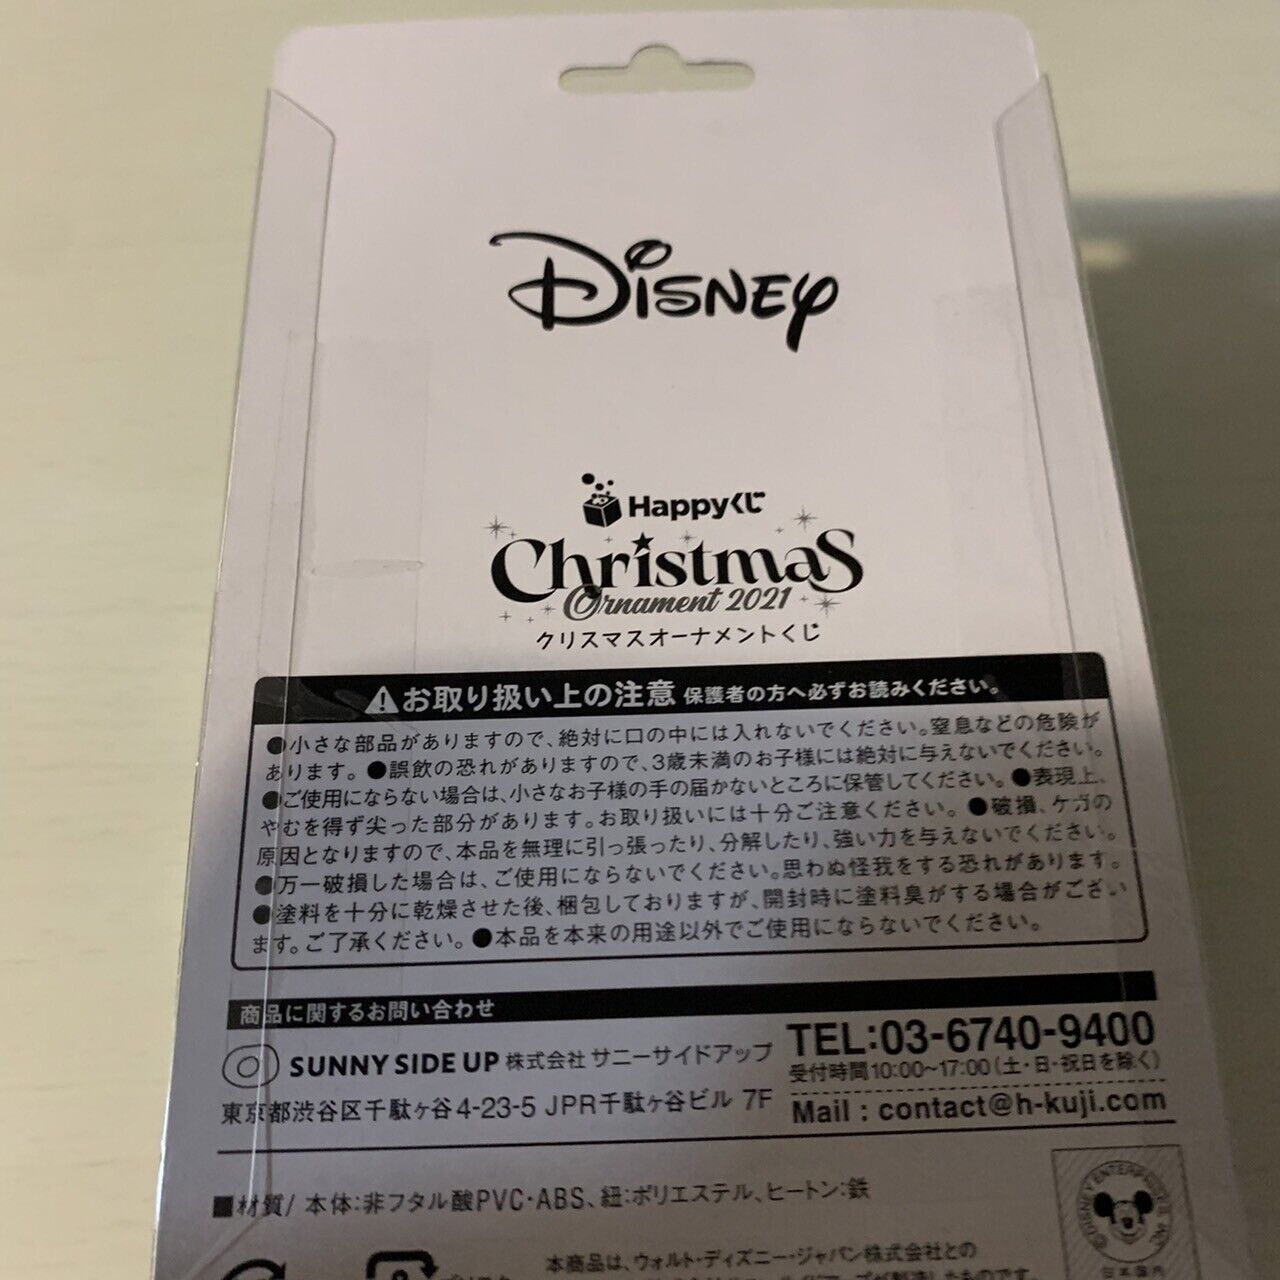 Disney
Happyくじ
Christmas
Ornament 2021
クリスマスオーナメントくじ
お取り扱い上の注意 保護者の方へ必ずお読みください。
●小さな部品がありますので、絶対に口の中には入れないでください。窒息などの危険が
あります。●誤飲の恐れがありますので、3歳未満のお子様には絶対に与えないでください。
●ご使用にならない場合は、小さなお子様の手の届かないところに保管してください。●表現上、
やむを得ず尖った部分があります。お取り扱いには十分ご注意ください。●破損、ケガの
原因となりますので、本品を無理に引っ張ったり、分解したり、強い力を与えないでください。
●万一破損した場合は、ご使用にならないでください。思わぬ怪我をする恐れがあります。
●塗料を十分に乾燥させた後、梱包しておりますが、開封時に塗料臭がする場合がござい
ます。ご了承ください。●本品を本来の用途以外でご使用にならないでください。
商品に関するお問い合わせ
SUNNY SIDE UP 株式会社 サニーサイドアップ
東京都渋谷区千駄ヶ谷4-23-5 JPR千駄ヶ谷ビル 7F
TEL:03-6740-9400
受付時間10:00~17:00(土・日・祝日を除く)
Mail : contact@h-kuji.com
■材質/ 本体:非フタル酸PVC・ABS、紐:ポリエステル、ヒートン:鉄
本商品は、ウォルト・ディズニー・ジャパン株式会社との
©DISNEY ENTERPRISES, INC.
日本国内